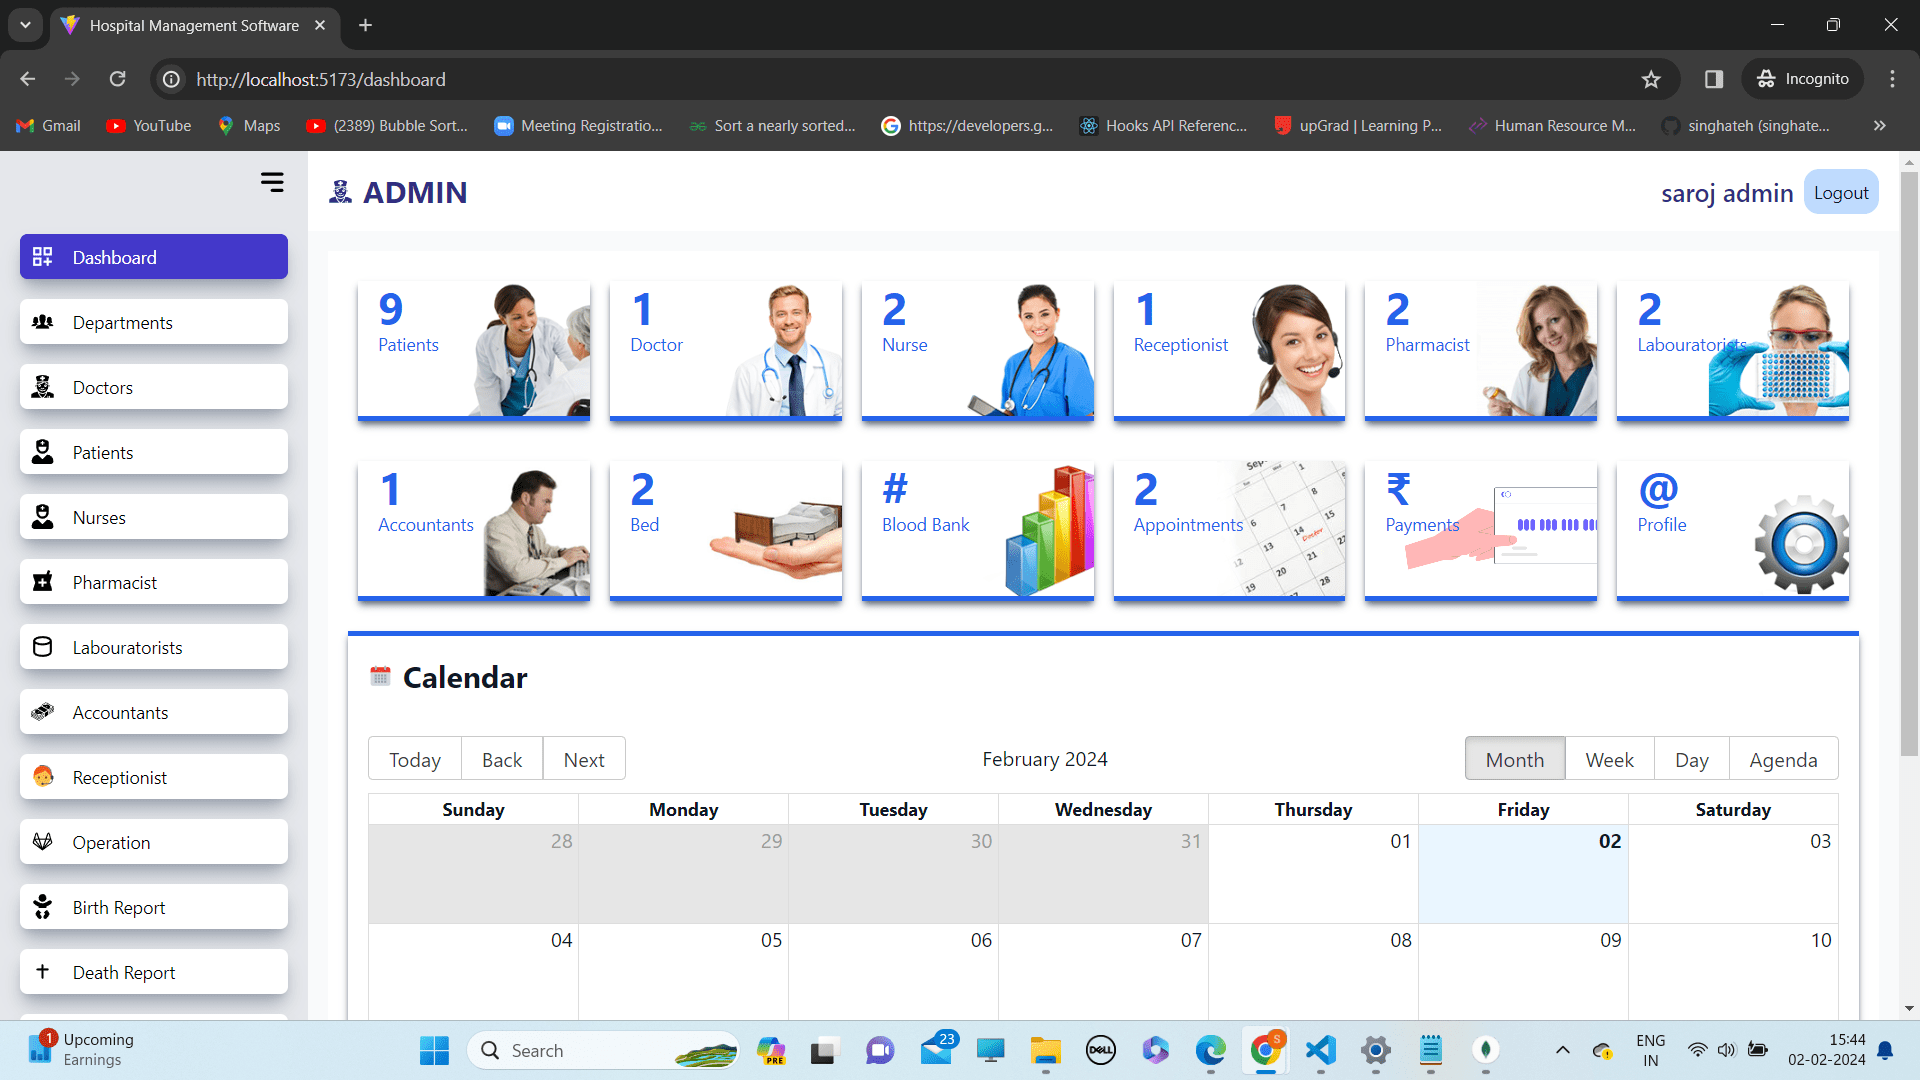 Hospital Management Software
http://localhost:5173/dashboard
Incognito
Gmail
YouTube
Maps
(2389) Bubble Sort...
Meeting Registratio...
Sort a nearly sorted...
https://developers.g...
Hooks API Referenc...
upGrad | Learning P...
Human Resource M...
singhateh (singhate...
ADMIN
saroj admin
Logout
Dashboard
Departments
Doctors
Patients
Nurses
Pharmacist
Labouratorists
Accountants
Receptionist
Operation
Birth Report
Death Report
9
Patients
1
Doctor
2
Nurse
1
Receptionist
2
Pharmacist
2
Labouratorists
1
Accountants
2
Bed
#
Blood Bank
2
Appointments
₹
Payments
@
Profile
Calendar
Today Back Next
February 2024
Month Week Day Agenda
Sunday Monday Tuesday Wednesday Thursday Friday Saturday
28 29 30 31 01 02 03
04 05 06 07 08 09 10
1
Upcoming
Earnings
Search
PRE
23
DELL
S
ENG
IN
15:44
02-02-2024